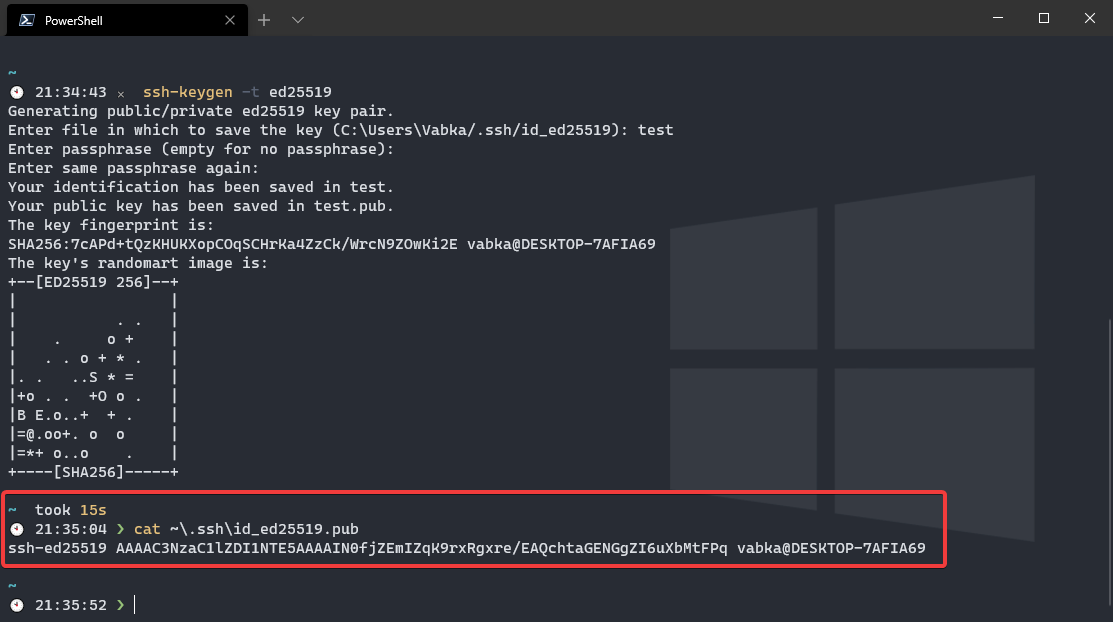 PowerShell
~
21:34:43 × ssh-keygen -t ed25519
Generating public/private ed25519 key pair.
Enter file in which to save the key (C:\Users\Vabka/.ssh/id_ed25519): test
Enter passphrase (empty for no passphrase):
Enter same passphrase again:
Your identification has been saved in test.
Your public key has been saved in test.pub.
The key fingerprint is:
SHA256:7cAPd+tQzKHUKXopCOqSCHrKa4ZzCk/WrcN9ZOwKi2E vabka@DESKTOP-7AFIA69
The key's randomart image is:
+--[ED25519 256]--+
|                 |
|           . .   |
|    .     o +    |
|   . . o + * .   |
|. .   ..S * =    |
|+o . .  +O o .   |
|B E.o..+  + .    |
|=@.oo+. o  o     |
|=*+ o..o    .    |
+----[SHA256]-----+
~ took 15s
21:35:04 ❯ cat ~\.ssh\id_ed25519.pub
ssh-ed25519 AAAAC3NzaC1lZDI1NTE5AAAAIN0fjZEmIZqK9rxRgxre/EAQchtaGENGgZI6uXbMtFPq vabka@DESKTOP-7AFIA69
~
21:35:52 ❯